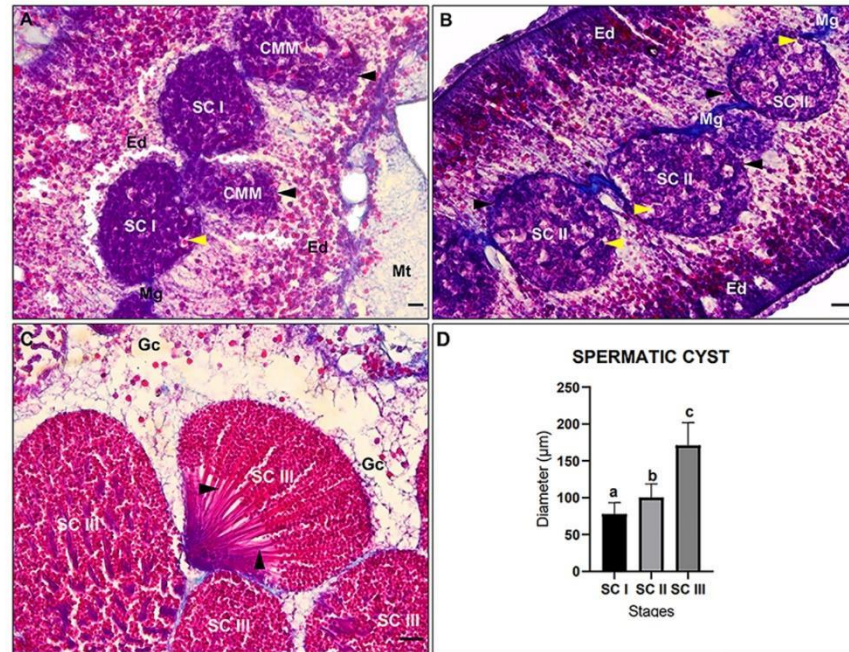 A
CMM
SC I
Ed
CMM
SC I
Ed
Mg
Mt
B
Mg
Ed
SC II
Mg
SC II
SC II
Ed
C
Gc
SC III
Gc
SC III
SC III
SC III
D
SPERMATIC CYST
250
200
150
100
50
0
Diameter (µm)
a
b
c
SC I SC II SC III
Stages